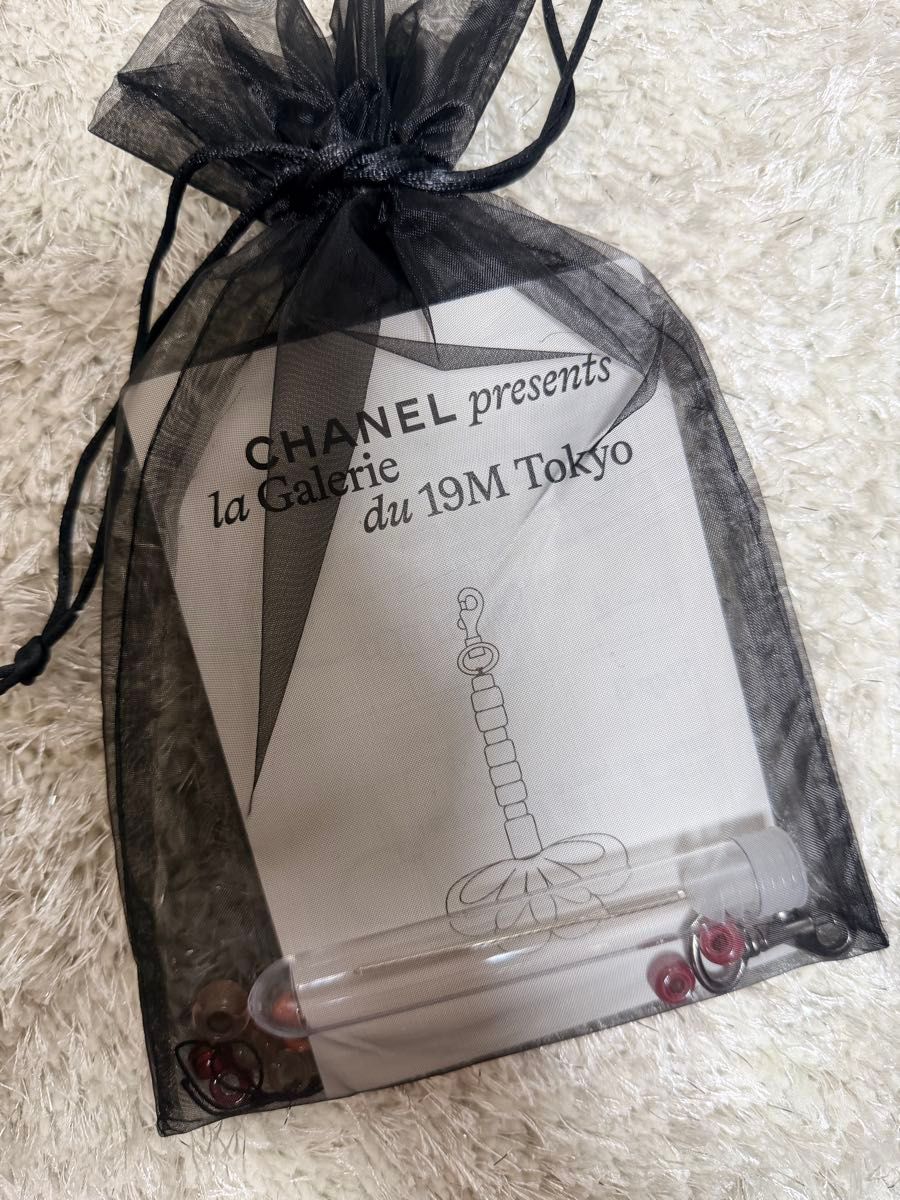 CHANEL presents
la Galerie
du 19M Tokyo